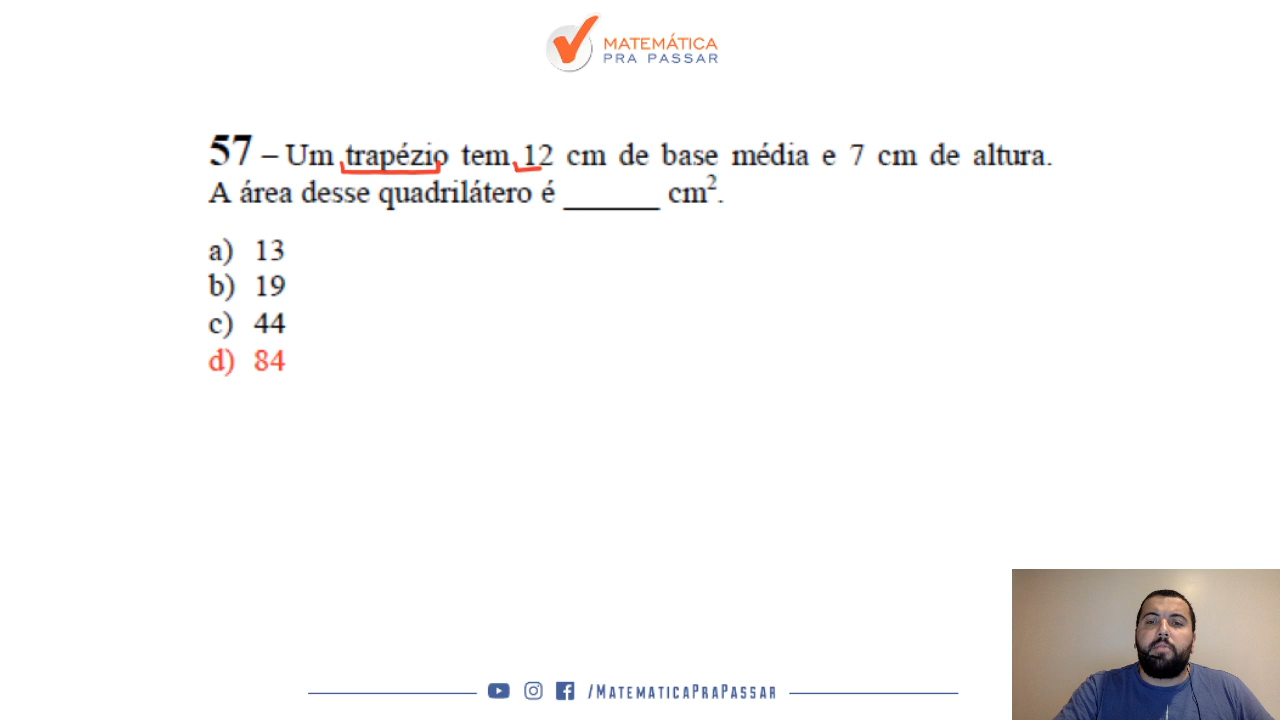 MATEMÁTICA
PRA PASSAR
57 – Um trapézio tem 12 cm de base média e 7 cm de altura.
A área desse quadrilátero é ______ cm².
a) 13
b) 19
c) 44
d) 84
/MATEMATICAPRAPASSAR